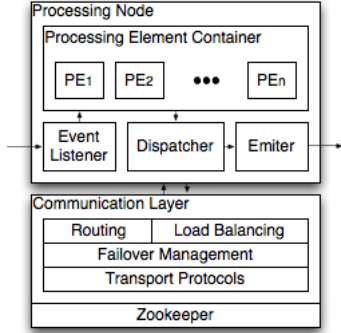 Processing Node
Processing Element Container
PE1 PE2 ••• PEn
Event Listener
Dispatcher
Emiter
Communication Layer
Routing Load Balancing
Failover Management
Transport Protocols
Zookeeper